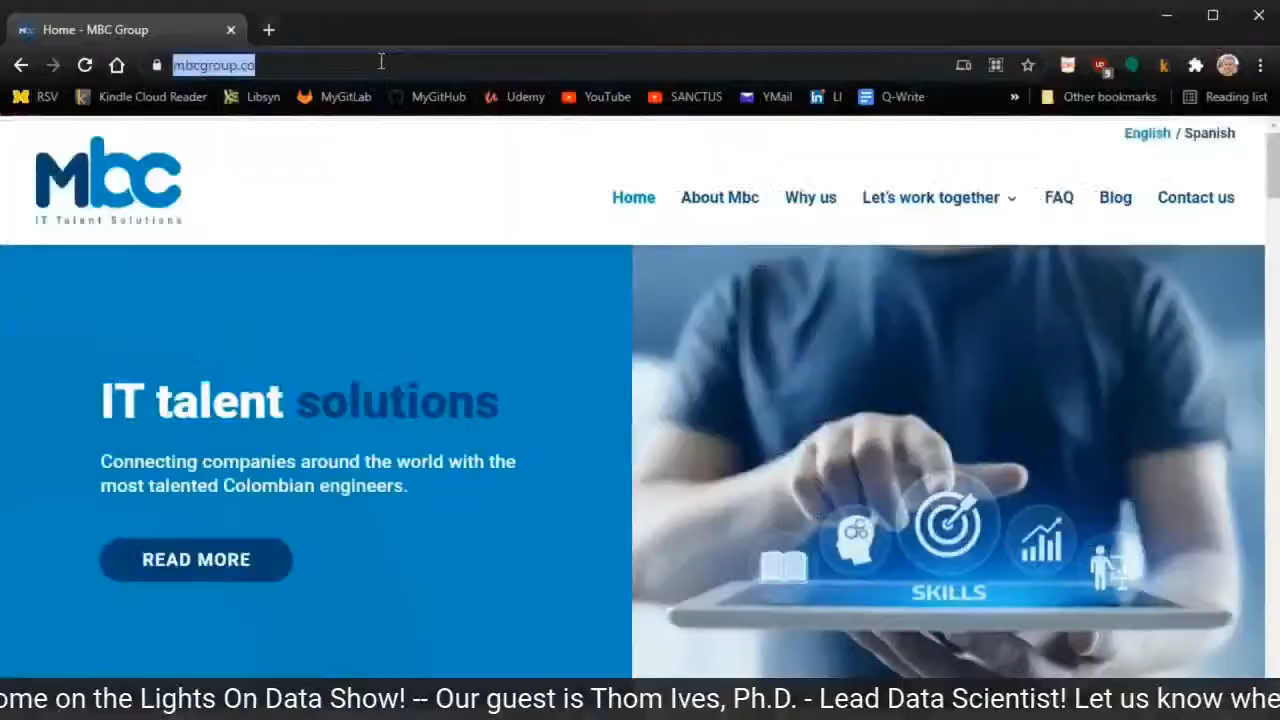 Home - MBC Group
mbcgroup.co
RSV Kindle Cloud Reader Libsyn MyGitLab MyGitHub Udemy YouTube SANCTUS YMail LI Q-Write » Other bookmarks Reading list
English / Spanish
Mbc
IT Talent Solutions
Home About Mbc Why us Let's work together FAQ Blog Contact us
IT talent solutions
Connecting companies around the world with the
most talented Colombian engineers.
READ MORE
SKILLS
ome on the Lights On Data Show! -- Our guest is Thom Ives, Ph.D. - Lead Data Scientist! Let us know whe